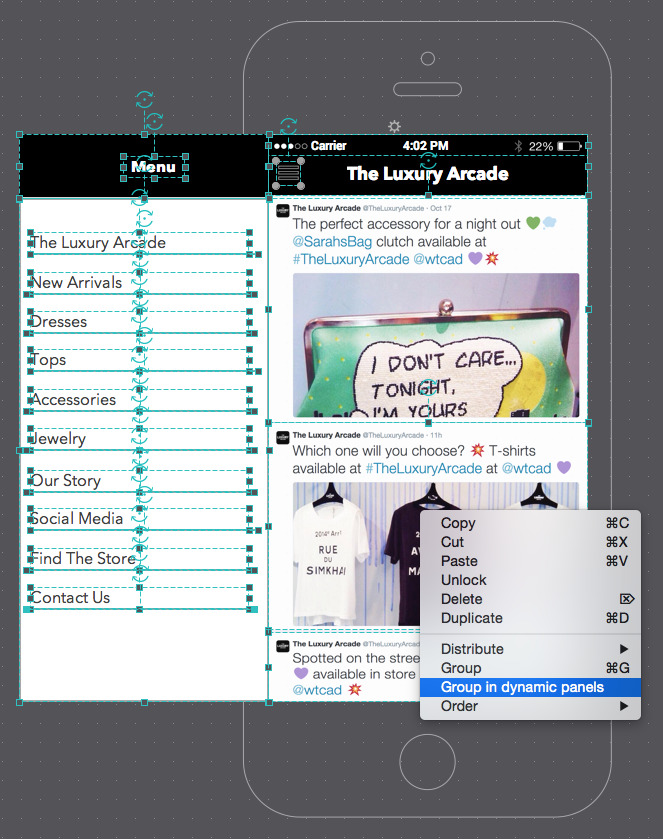 Carrier 4:02 PM 22%
Menu
The Luxury Arcade
The Luxury Arcade
New Arrivals
Dresses
Tops
Accessories
Jewelry
Our Story
Social Media
Find The Store
Contact Us
The Luxury Arcade @TheLuxuryArcade · Oct 17
The perfect accessory for a night out 💚
@SarahsBag clutch available at
#TheLuxuryArcade @wtcad 💜💥
I DON'T CARE...
TONIGHT,
I'M YOURS
The Luxury Arcade @TheLuxuryArcade · 11h
Which one will you choose? 💥 T-shirts
available at #TheLuxuryArcade at @wtcad 💜
2014e Arr!
RUE
DU
SIMKHAI
The Luxury Arcade @TheLuxuryArcade
Spotted on the stree
💜 available in store
@wtcad 💥
Copy ⌘C
Cut ⌘X
Paste ⌘V
Unlock
Delete ⌦
Duplicate ⌘D
Distribute ▶
Group ⌘G
Group in dynamic panels
Order ▶